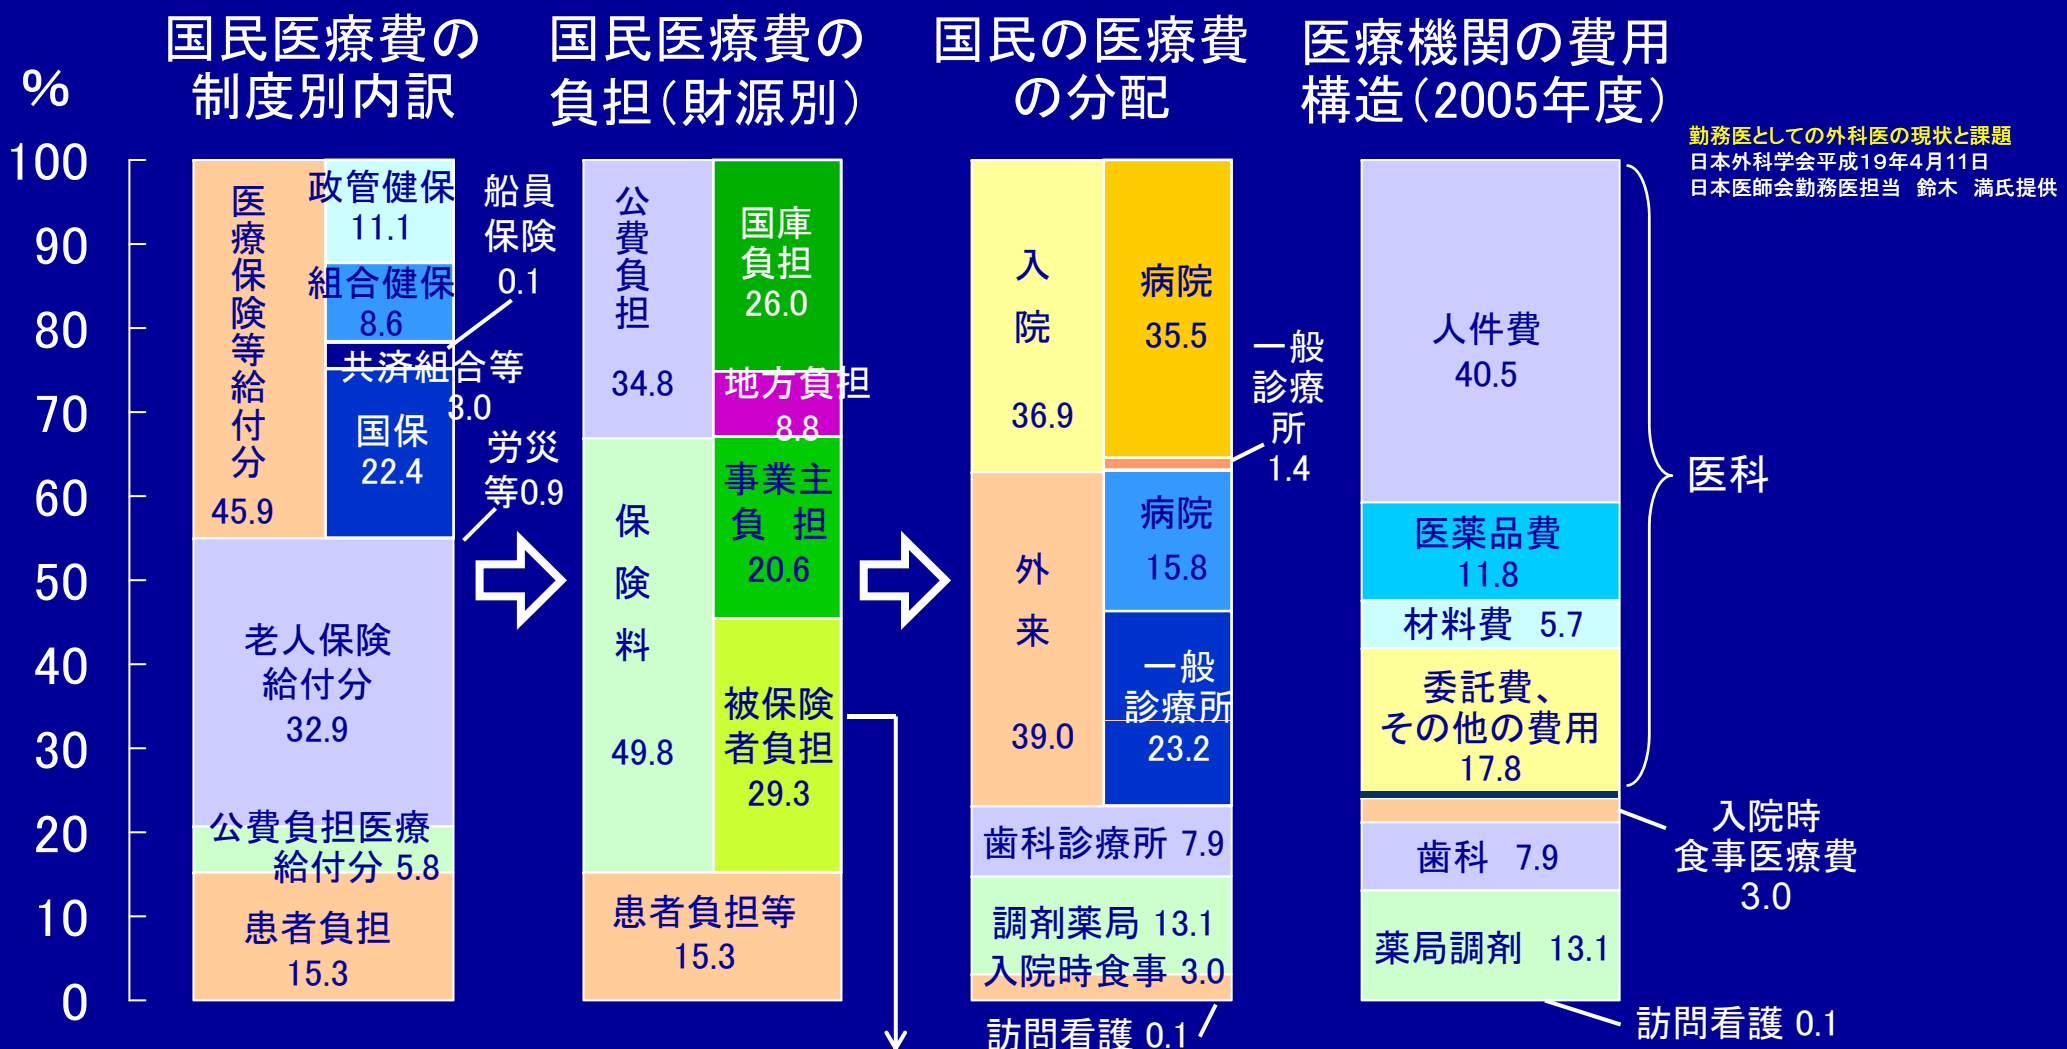 国民医療費の
制度別内訳
国民医療費の
負担（財源別）
国民の医療費
の分配
医療機関の費用
構造（2005年度）
勤務医としての外科医の現状と課題
日本外科学会平成19年4月11日
日本医師会勤務医担当　鈴木　満氏提供
%
100
90
80
70
60
50
40
30
20
10
0
医療保険等給付分
45.9
政管健保
11.1
組合健保
8.6
船員
保険
0.1
共済組合等
3.0
国保
22.4
労災
等0.9
老人保険
給付分
32.9
公費負担医療
給付分 5.8
患者負担
15.3
公費負担
34.8
国庫
負担
26.0
地方負担
8.8
保険料
49.8
事業主
負　担
20.6
被保険
者負担
29.3
患者負担等
15.3
入院
36.9
病院
35.5
一般
診療
所
1.4
外来
39.0
病院
15.8
一般
診療所
23.2
歯科診療所 7.9
調剤薬局 13.1
入院時食事 3.0
訪問看護 0.1
人件費
40.5
医薬品費
11.8
材料費　5.7
委託費、
その他の費用
17.8
医科
入院時
食事医療費
3.0
歯科　7.9
薬局調剤　13.1
訪問看護 0.1